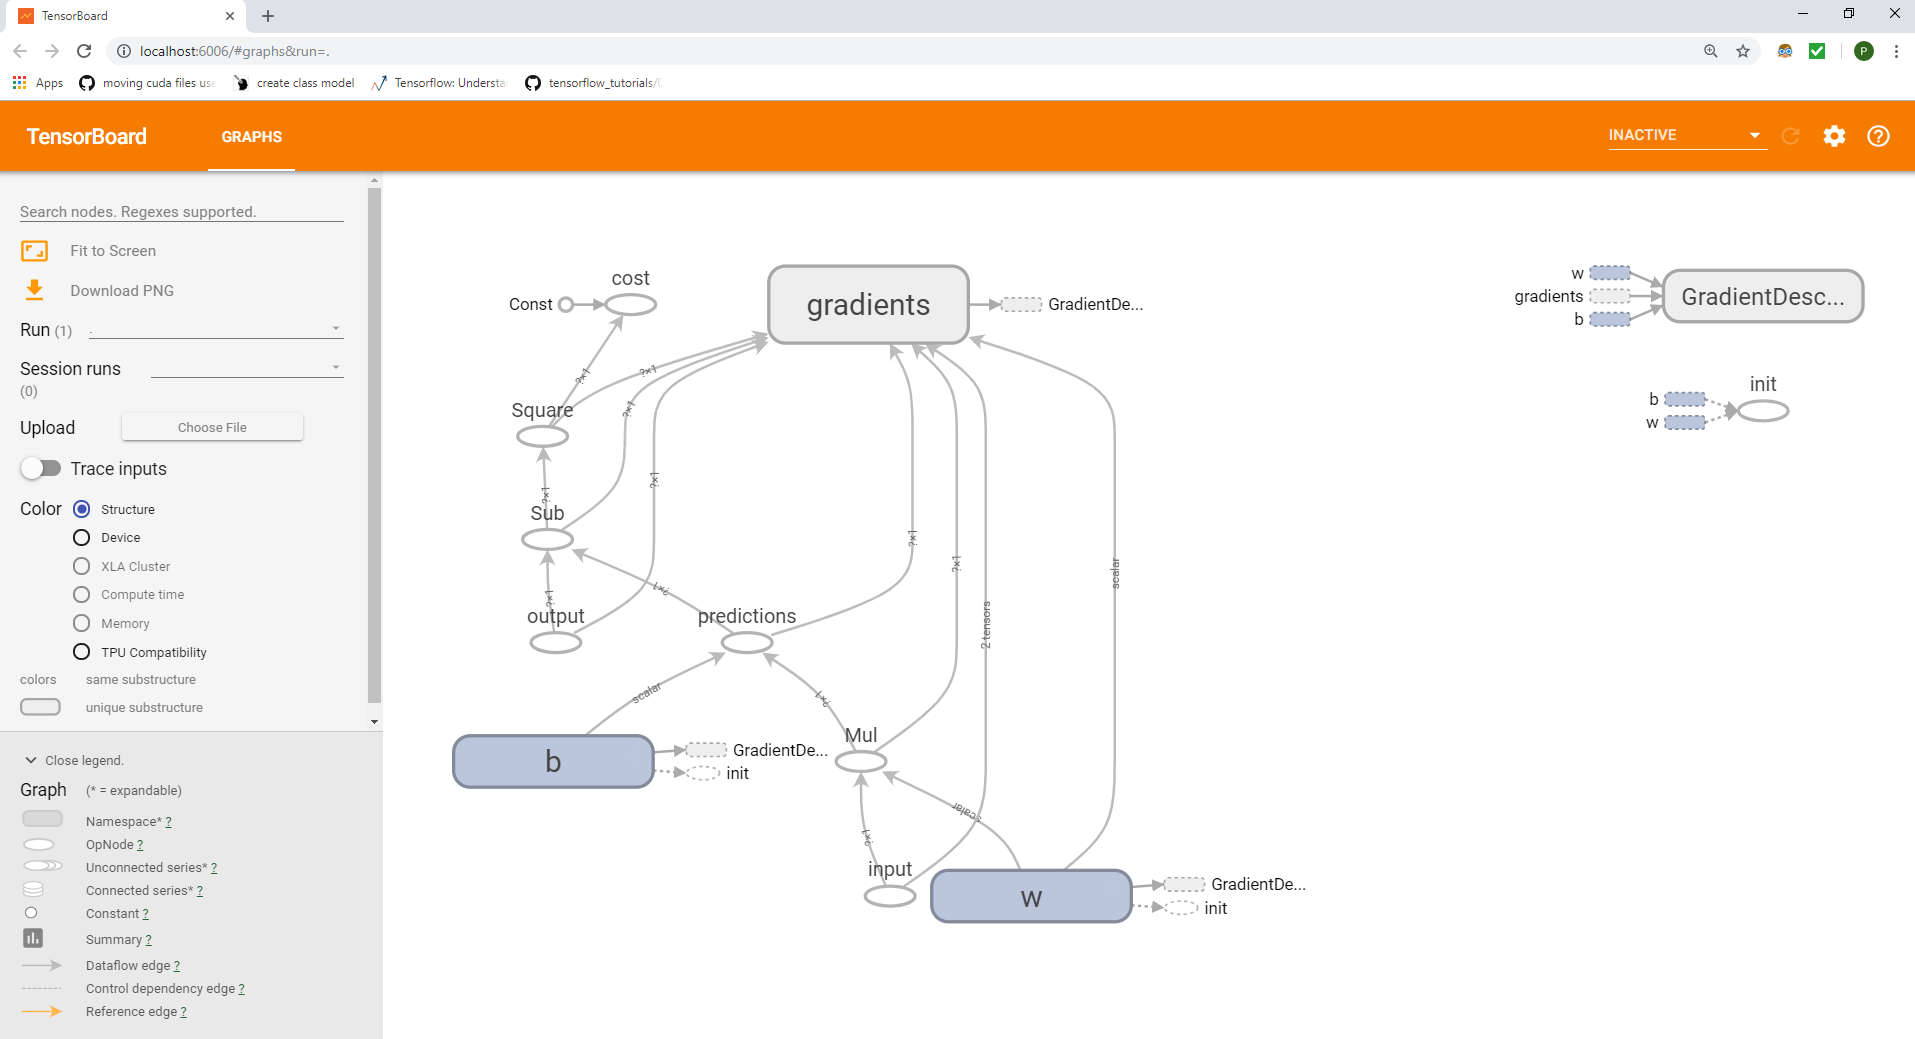 TensorBoard
localhost:6006/#graphs&run=.
P
Apps
moving cuda files use
create class model
Tensorflow: Understa
tensorflow_tutorials/
TensorBoard
GRAPHS
INACTIVE
Search nodes. Regexes supported.
Fit to Screen
Download PNG
Run (1) .
Session runs
(0)
Upload Choose File
Trace inputs
Color Structure
Device
XLA Cluster
Compute time
Memory
TPU Compatibility
colors same substructure
unique substructure
Close legend.
Graph (* = expandable)
Namespace* ?
OpNode ?
Unconnected series* ?
Connected series* ?
Constant ?
Summary ?
Dataflow edge ?
Control dependency edge ?
Reference edge ?
cost
Const
gradients
GradientDe...
?×1
?×1
Square
?×1
?×1
?×1
Sub
?×1
?×1
?×1
?×1
scalar
output
predictions
2 tensors
scalar
?×1
Mul
b
GradientDe...
init
scalar
?×1
input
w
GradientDe...
init
w
gradients
b
GradientDesc...
init
b
w